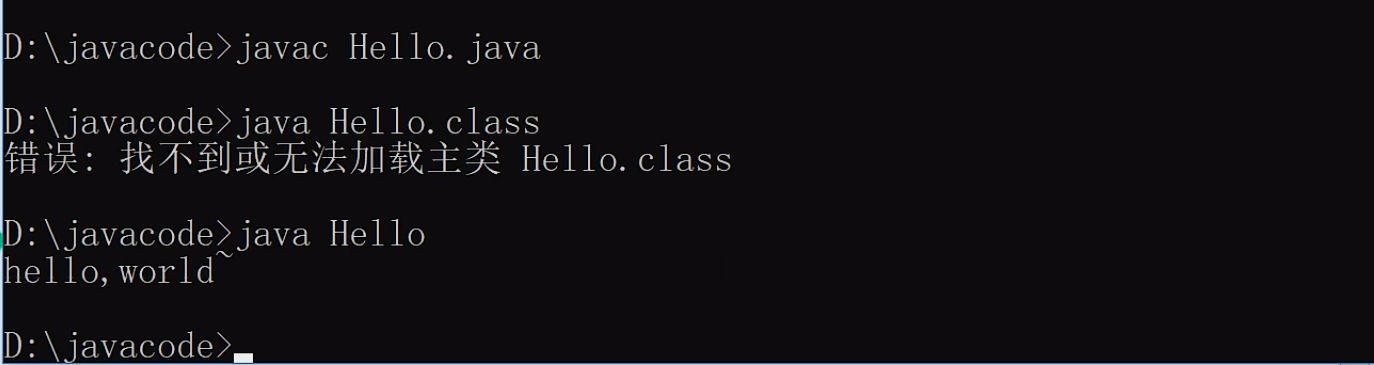 D:\javacode>javac Hello.java
D:\javacode>java Hello.class
错误: 找不到或无法加载主类 Hello.class
D:\javacode>java Hello
hello,world~
D:\javacode>